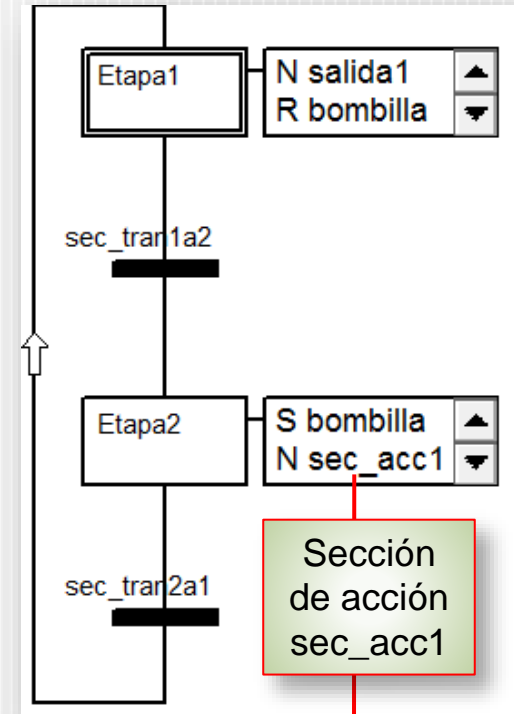 Etapa1
N salida1
R bombilla
sec_tran1a2
Etapa2
S bombilla
N sec_acc1
sec_tran2a1
Sección
de acción
sec_acc1